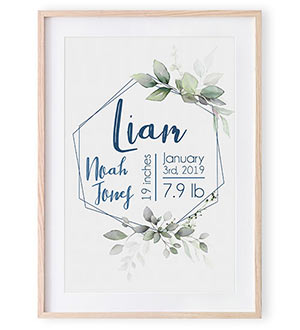 Liam
Noah
Jones
19 inches
January
3rd, 2019
7.9 lb